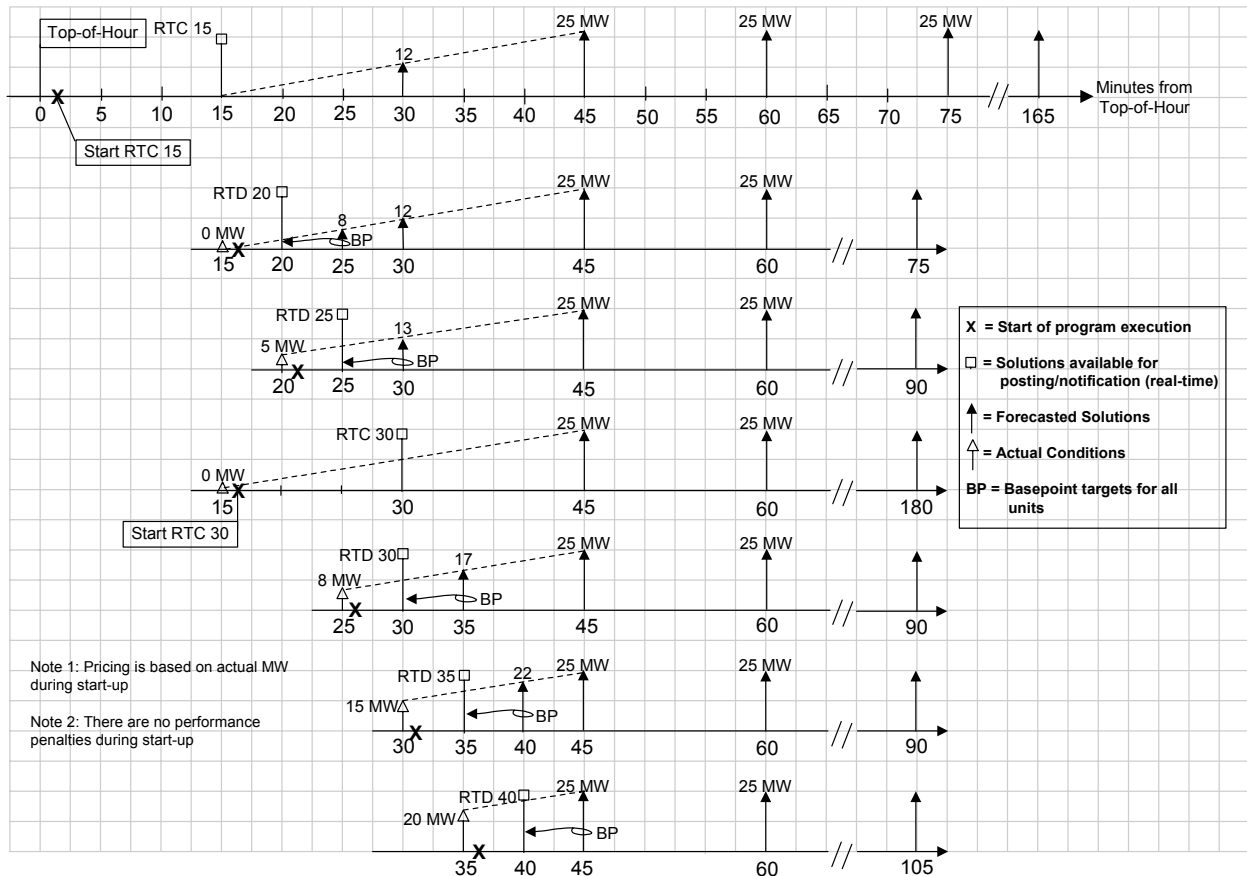 Top-of-Hour
RTC 15
12
25 MW
25 MW
25 MW
0 5 10 15 20 25 30 45 50 55 60 65 70 75 165
Minutes from
Top-of-Hour
Start RTC 15
X
RTD 20
0 MW
8
12
25 MW
25 MW
BP
X
15 20 25 30 45 60 75
RTD 25
5 MW
13
25 MW
25 MW
BP
X
20 25 30 45 60 90
RTC 30
0 MW
25 MW
25 MW
X
15 30 45 60 180
Start RTC 30
RTD 30
8 MW
17
25 MW
25 MW
BP
X
25 30 35 45 60 90
RTD 35
15 MW
22
25 MW
25 MW
BP
X
30 35 40 45 60 90
RTD 40
20 MW
25 MW
25 MW
BP
X
35 40 45 60 105
X = Start of program execution
= Solutions available for
posting/notification (real-time)
= Forecasted Solutions
= Actual Conditions
BP = Basepoint targets for all
units
Note 1: Pricing is based on actual MW
during start-up
Note 2: There are no performance
penalties during start-up